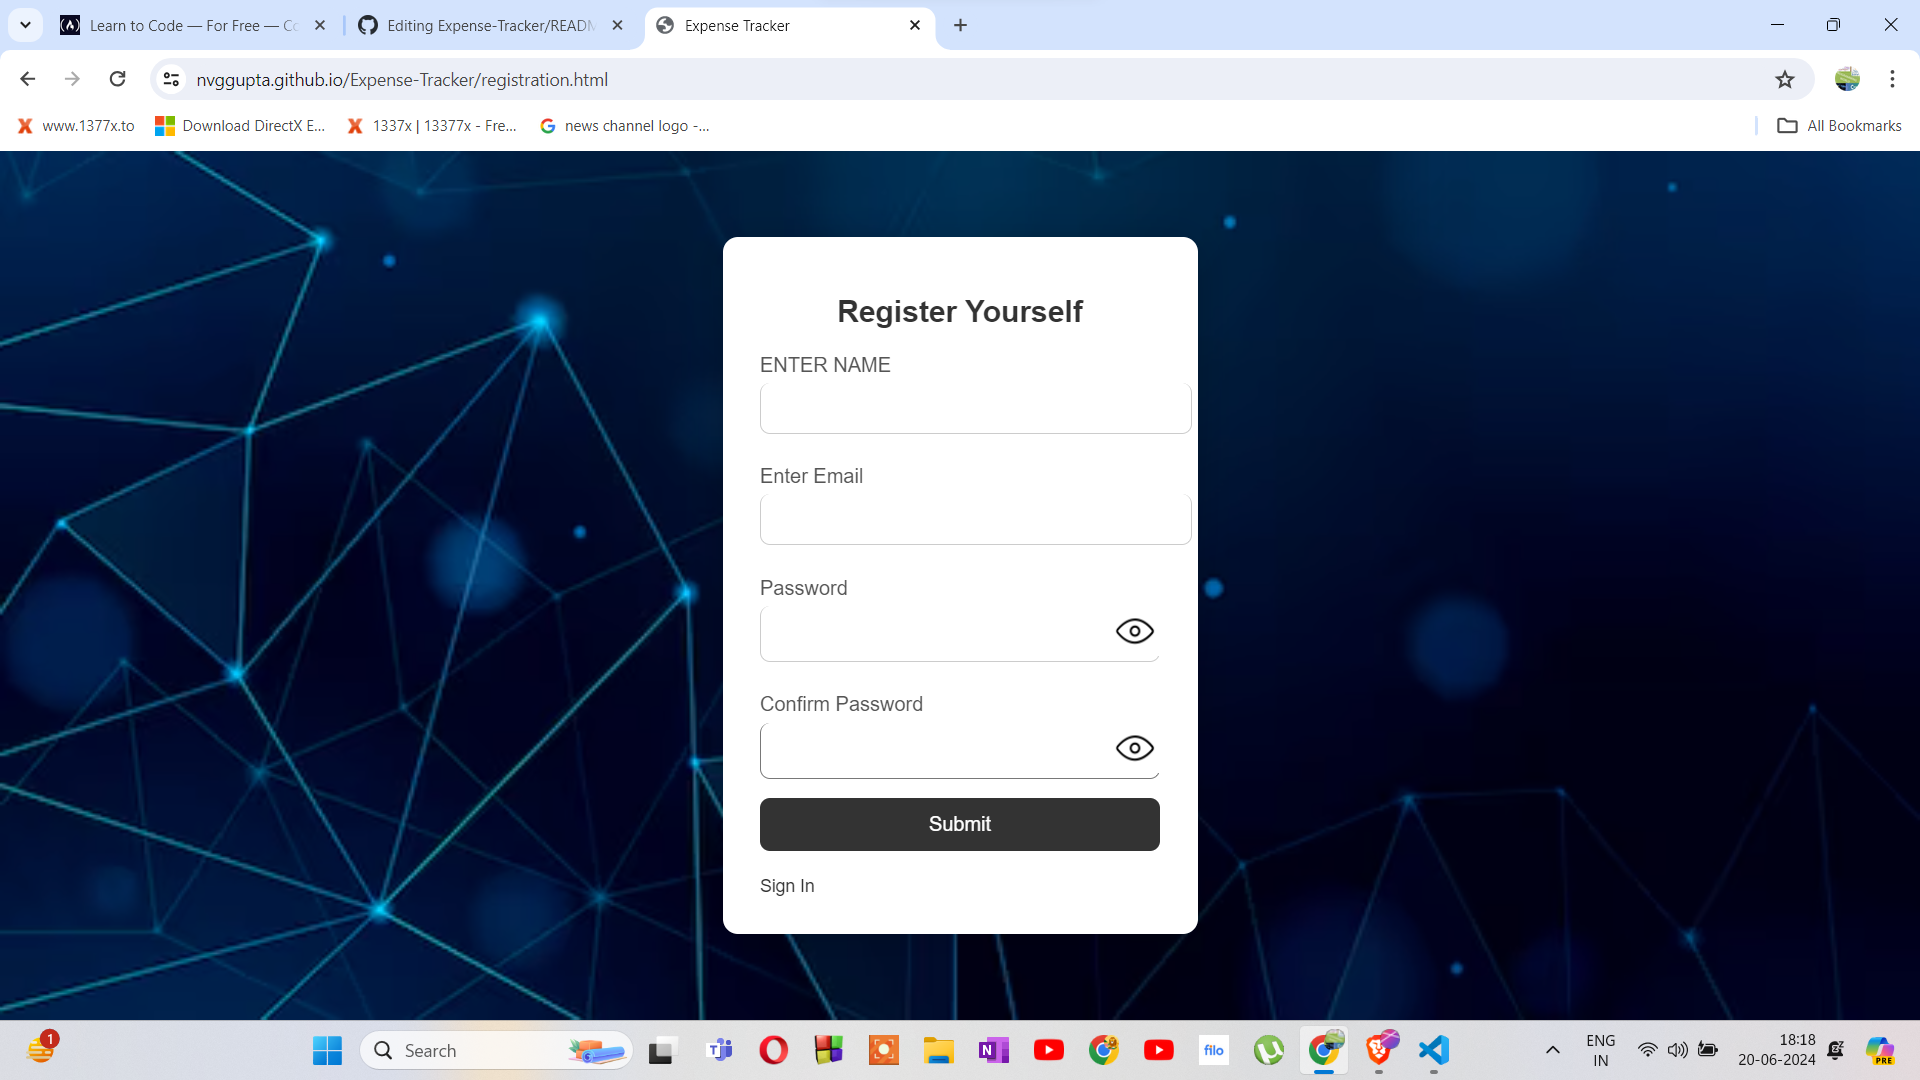 Learn to Code — For Free — Co
Editing Expense-Tracker/READM
Expense Tracker
nvggupta.github.io/Expense-Tracker/registration.html
www.1377x.to
Download DirectX E...
1337x | 13377x - Fre...
news channel logo -...
All Bookmarks
Register Yourself
ENTER NAME
Enter Email
Password
Confirm Password
Submit
Sign In
1
Search
filo
ENG
IN
18:18
20-06-2024
PRE